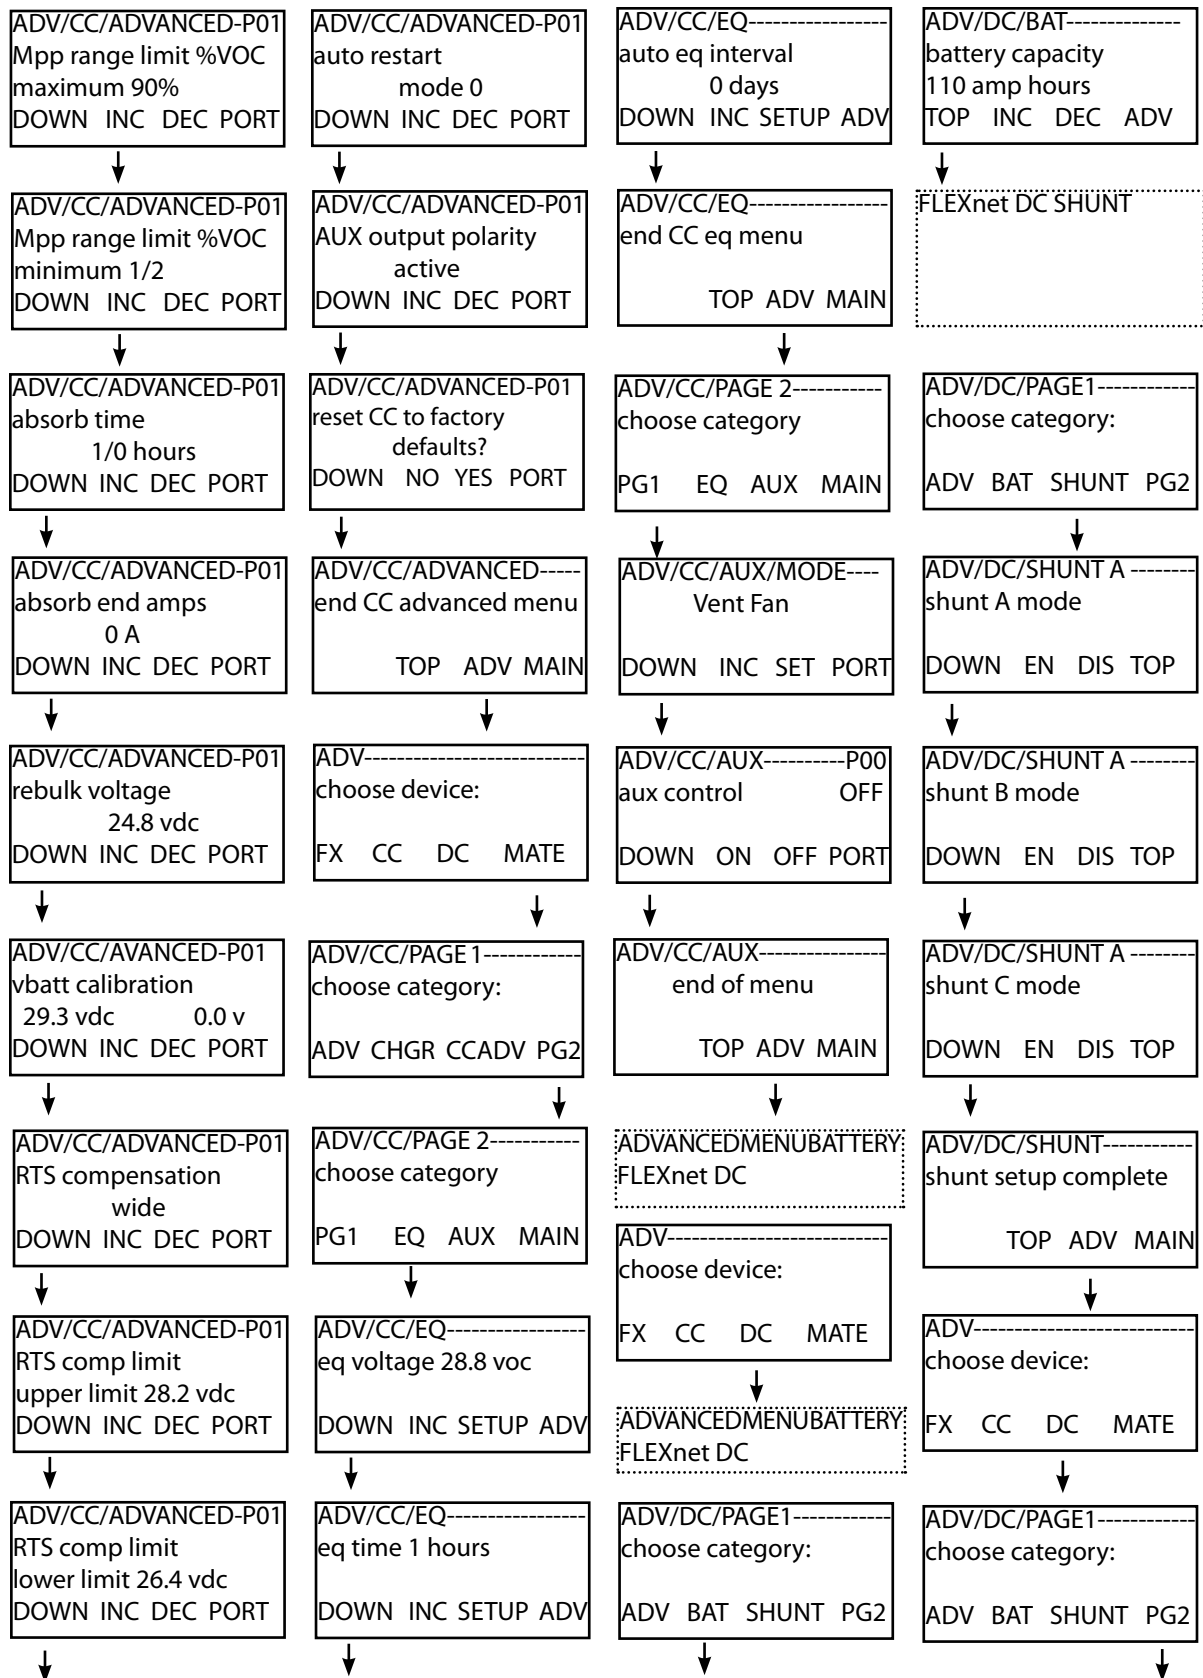 ADV/CC/ADVANCED-P01
Mpp range limit %VOC
maximum 90%
DOWN INC DEC PORT
ADV/CC/ADVANCED-P01
Mpp range limit %VOC
minimum 1/2
DOWN INC DEC PORT
ADV/CC/ADVANCED-P01
absorb time
1/0 hours
DOWN INC DEC PORT
ADV/CC/ADVANCED-P01
absorb end amps
0 A
DOWN INC DEC PORT
ADV/CC/ADVANCED-P01
rebulk voltage
24.8 vdc
DOWN INC DEC PORT
ADV/CC/AVANCED-P01
vbatt calibration
29.3 vdc 0.0 v
DOWN INC DEC PORT
ADV/CC/ADVANCED-P01
RTS compensation
wide
DOWN INC DEC PORT
ADV/CC/ADVANCED-P01
RTS comp limit
upper limit 28.2 vdc
DOWN INC DEC PORT
ADV/CC/ADVANCED-P01
RTS comp limit
lower limit 26.4 vdc
DOWN INC DEC PORT
ADV/CC/ADVANCED-P01
auto restart
mode 0
DOWN INC DEC PORT
ADV/CC/ADVANCED-P01
AUX output polarity
active
DOWN INC DEC PORT
ADV/CC/ADVANCED-P01
reset CC to factory
defaults?
DOWN NO YES PORT
ADV/CC/ADVANCED-----
end CC advanced menu
TOP ADV MAIN
ADV----------------------------
choose device:
FX CC DC MATE
ADV/CC/PAGE 1------------
choose category:
ADV CHGR CCADV PG2
ADV/CC/PAGE 2-----------
choose category
PG1 EQ AUX MAIN
ADV/CC/EQ-----------------
eq voltage 28.8 voc
DOWN INC SETUP ADV
ADV/CC/EQ-----------------
eq time 1 hours
DOWN INC SETUP ADV
ADV/CC/EQ-----------------
auto eq interval
0 days
DOWN INC SETUP ADV
ADV/CC/EQ-----------------
end CC eq menu
TOP ADV MAIN
ADV/CC/PAGE 2-----------
choose category
PG1 EQ AUX MAIN
ADV/CC/AUX/MODE----
Vent Fan
DOWN INC SET PORT
ADV/CC/AUX----------P00
aux control OFF
DOWN ON OFF PORT
ADV/CC/AUX----------------
end of menu
TOP ADV MAIN
ADVANCEDMENUBATTERY
FLEXnet DC
ADV----------------------------
choose device:
FX CC DC MATE
ADVANCEDMENUBATTERY
FLEXnet DC
ADV/DC/PAGE1------------
choose category:
ADV BAT SHUNT PG2
ADV/DC/BAT--------------
battery capacity
110 amp hours
TOP INC DEC ADV
FLEXnet DC SHUNT
ADV/DC/PAGE1------------
choose category:
ADV BAT SHUNT PG2
ADV/DC/SHUNT A --------
shunt A mode
DOWN EN DIS TOP
ADV/DC/SHUNT A --------
shunt B mode
DOWN EN DIS TOP
ADV/DC/SHUNT A --------
shunt C mode
DOWN EN DIS TOP
ADV/DC/SHUNT-----------
shunt setup complete
TOP ADV MAIN
ADV----------------------------
choose device:
FX CC DC MATE
ADV/DC/PAGE1------------
choose category:
ADV BAT SHUNT PG2